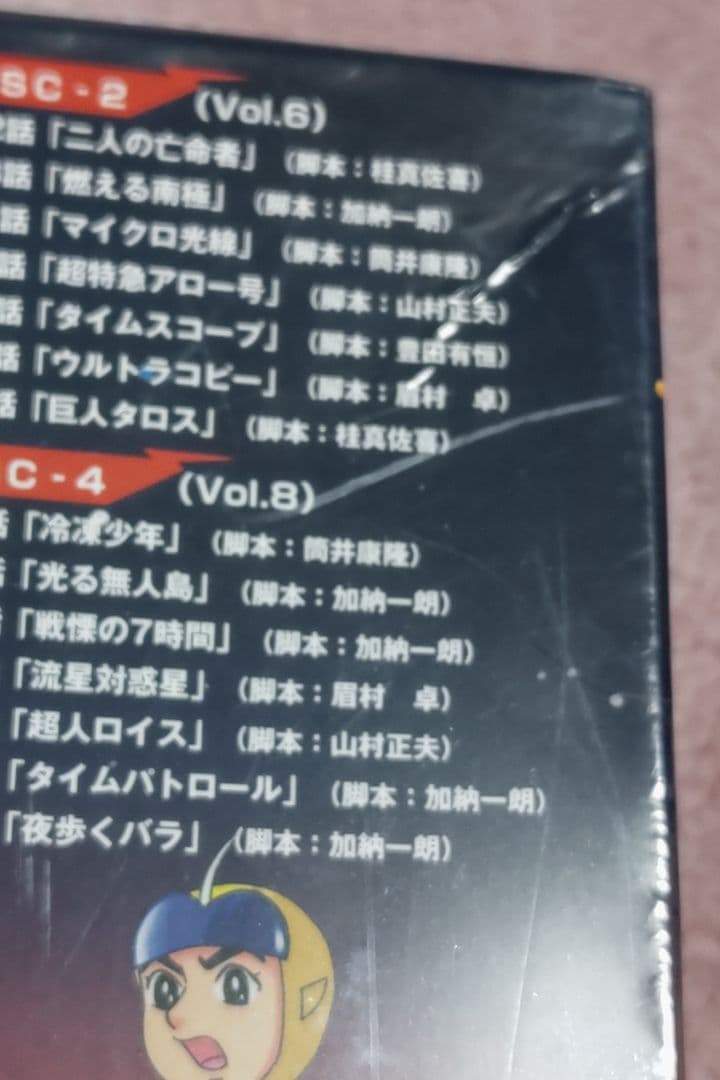 SC-2 (Vol.6)
2話「二人の亡命者」 (脚本：桂真佐喜)
話「燃える南極」 (脚本：加納一朗)
話「マイクロ光線」 (脚本：筒井康隆)
話「超特急アロー号」 (脚本：山村正夫)
話「タイムスコープ」 (脚本：豊田有恒)
話「ウルトラコピー」 (脚本：眉村　卓)
話「巨人タロス」 (脚本：桂真佐喜)
C-4 (Vol.8)
話「冷凍少年」 (脚本：筒井康隆)
「光る無人島」 (脚本：加納一朗)
「戦慄の7時間」 (脚本：加納一朗)
「流星対惑星」 (脚本：眉村　卓)
「超人ロイス」 (脚本：山村正夫)
「タイムパトロール」 (脚本：加納一朗)
「夜歩くバラ」 (脚本：加納一朗)